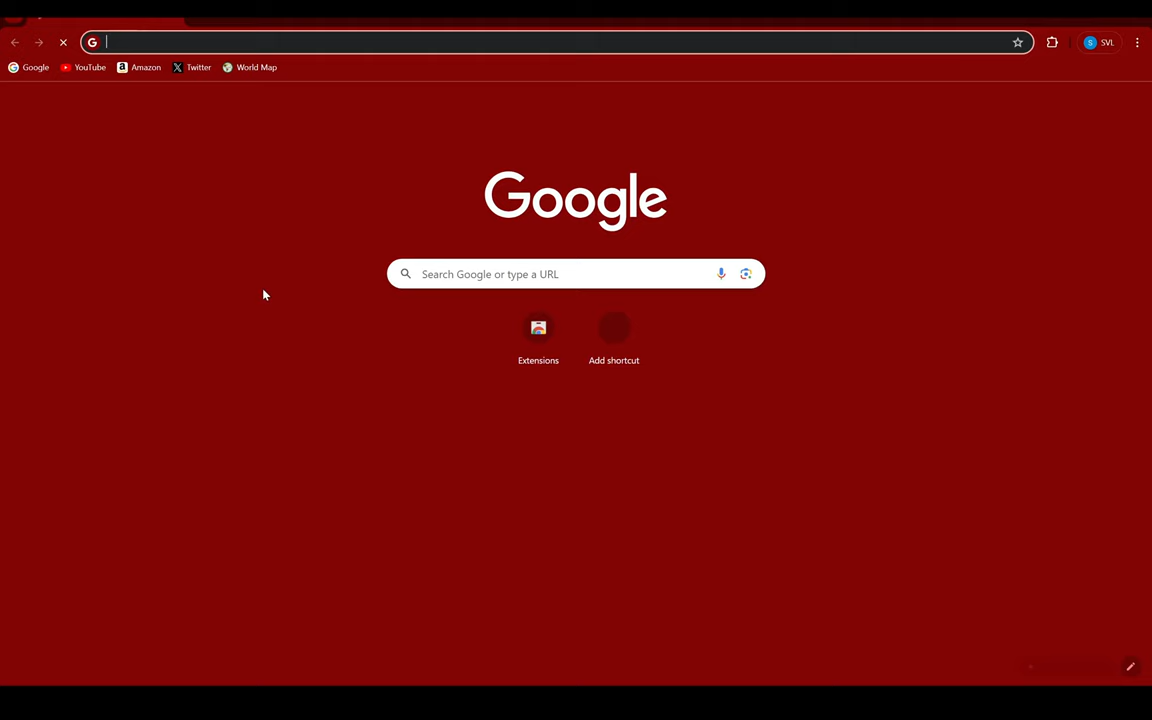 SVL
Google YouTube Amazon Twitter World Map
Google
Search Google or type a URL
Extensions Add shortcut